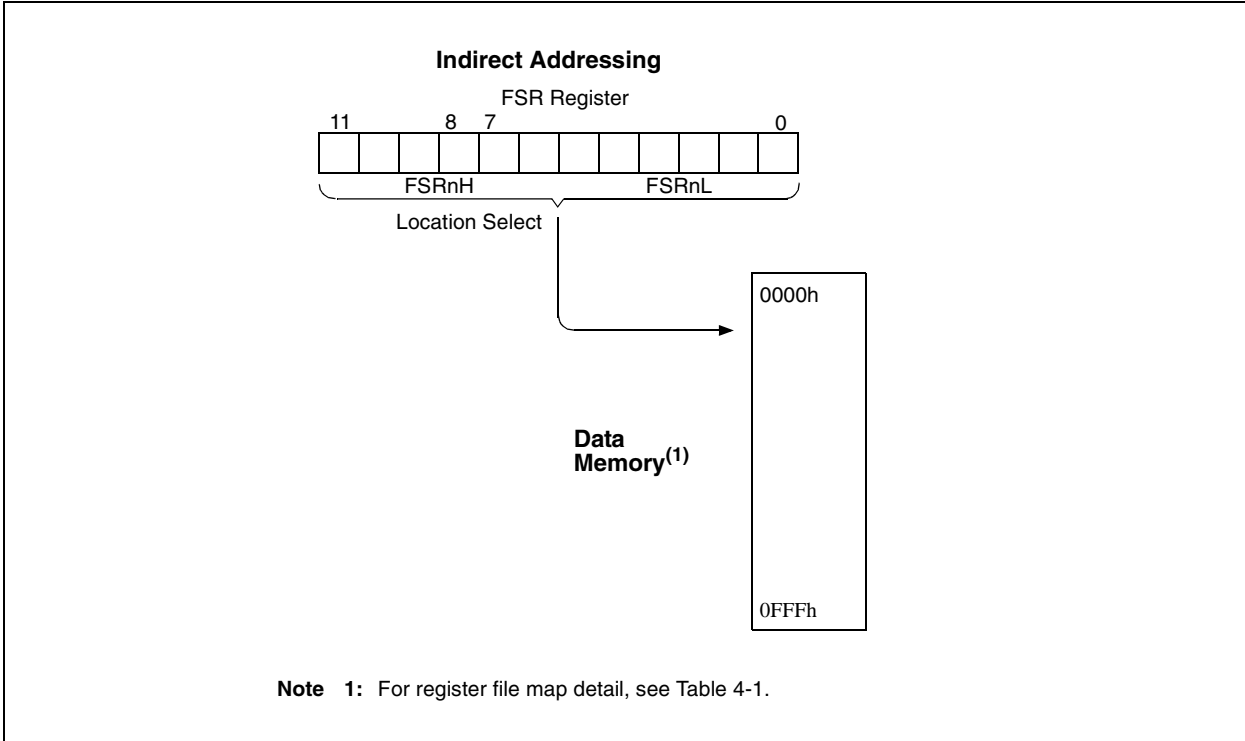 Indirect Addressing
FSR Register
11 8 7 0
FSRnH FSRnL
Location Select
0000h
Data
Memory(1)
0FFFh
Note 1: For register file map detail, see Table 4-1.